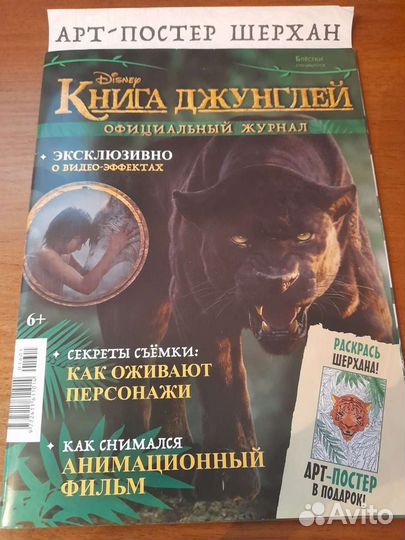 АРТ-ПОСТЕР ШЕРХАН
Блёстки
DISNEY
КНИГА ДЖУНГЛЕЙ
ОФИЦИАЛЬНЫЙ ЖУРНАЛ
ЭКСКЛЮЗИВНО
О ВИДЕО-ЭФФЕКТАХ
6+
СЕКРЕТЫ СЪЁМКИ:
КАК ОЖИВАЮТ
ПЕРСОНАЖИ
КАК СНИМАЛСЯ
АНИМАЦИОННЫЙ
ФИЛЬМ
РАСКРАСЬ
ШЕРХАНА!
АРТ-ПОСТЕР
В ПОДАРОК!
Avito